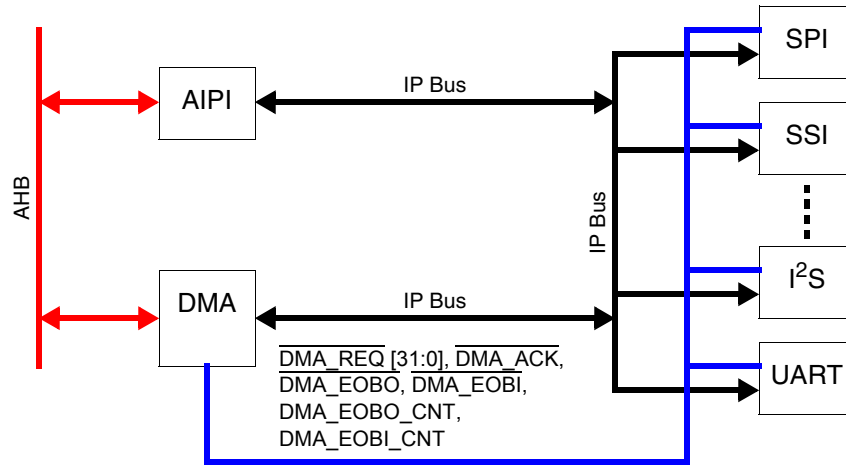 SPI
AIPI
IP Bus
SSI
AHB
IP Bus
DMA
IP Bus
I²S
DMA_REQ [31:0], DMA_ACK,
DMA_EOBO, DMA_EOBI,
DMA_EOBO_CNT,
DMA_EOBI_CNT
UART